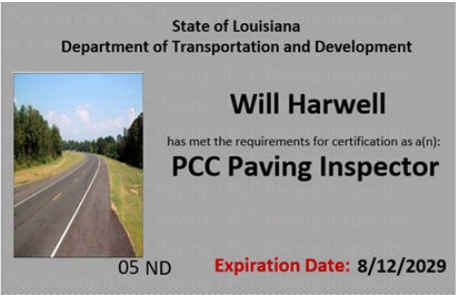 State of Louisiana
Department of Transportation and Development
Will Harwell
has met the requirements for certification as a(n):
PCC Paving Inspector
05 ND
Expiration Date: 8/12/2029